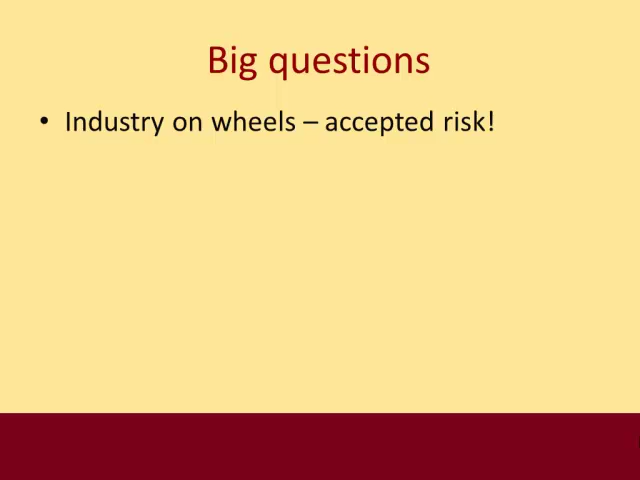 Big questions
• Industry on wheels – accepted risk!